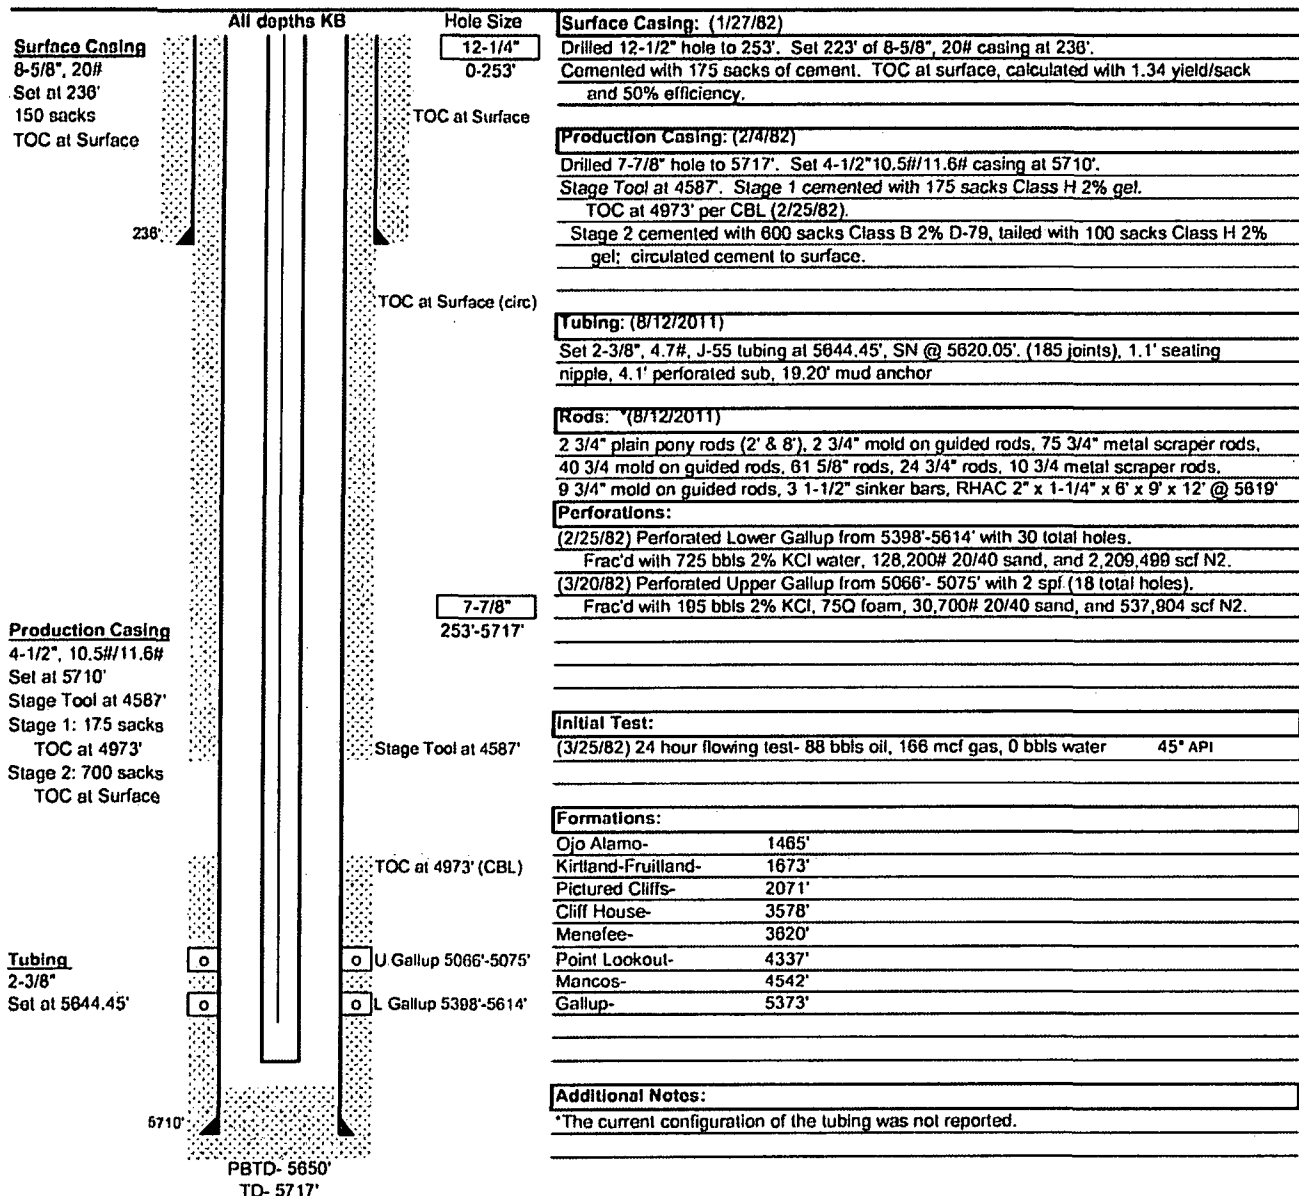 All depths KB
Hole Size
Surface Casing
8-5/8", 20#
Set at 236'
150 sacks
TOC at Surface
12-1/4"
0-253'
TOC at Surface
236'
TOC at Surface (circ)
7-7/8"
253'-5717'
Production Casing
4-1/2", 10.5#/11.6#
Set at 5710'
Stage Tool at 4587'
Stage 1: 175 sacks
TOC at 4973'
Stage 2: 700 sacks
TOC at Surface
Stage Tool at 4587'
TOC at 4973' (CBL)
Tubing
2-3/8"
Set at 5644.45'
o o U Gallup 5066'-5075'
o o L Gallup 5398'-5614'
5710'
PBTD- 5650'
TD- 5717'
Surface Casing: (1/27/82)
Drilled 12-1/2" hole to 253'. Set 223' of 8-5/8", 20# casing at 236'.
Cemented with 175 sacks of cement. TOC at surface, calculated with 1.34 yield/sack
and 50% efficiency.
Production Casing: (2/4/82)
Drilled 7-7/8" hole to 5717'. Set 4-1/2"10.5#/11.6# casing at 5710'.
Stage Tool at 4587'. Stage 1 cemented with 175 sacks Class H 2% gel.
TOC at 4973' per CBL (2/25/82).
Stage 2 cemented with 600 sacks Class B 2% D-79, tailed with 100 sacks Class H 2%
gel; circulated cement to surface.
Tubing: (8/12/2011)
Set 2-3/8", 4.7#, J-55 tubing at 5644.45', SN @ 5620.05'. (185 joints), 1.1' seating
nipple, 4.1' perforated sub, 19.20' mud anchor
Rods: *(8/12/2011)
2 3/4" plain pony rods (2' & 8'), 2 3/4" mold on guided rods, 75 3/4" metal scraper rods,
40 3/4 mold on guided rods, 61 5/8" rods, 24 3/4" rods, 10 3/4 metal scraper rods,
9 3/4" mold on guided rods, 3 1-1/2" sinker bars, RHAC 2" x 1-1/4" x 6' x 9' x 12' @ 5619'
Perforations:
(2/25/82) Perforated Lower Gallup from 5398'-5614' with 30 total holes.
Frac'd with 725 bbls 2% KCl water, 128,200# 20/40 sand, and 2,209,499 scf N2.
(3/20/82) Perforated Upper Gallup from 5066'- 5075' with 2 spf (18 total holes).
Frac'd with 195 bbls 2% KCl, 75Q foam, 30,700# 20/40 sand, and 537,904 scf N2.
Initial Test:
(3/25/82) 24 hour flowing test- 88 bbls oil, 166 mcf gas, 0 bbls water 45° API
Formations:
Ojo Alamo- 1465'
Kirtland-Fruitland- 1673'
Pictured Cliffs- 2071'
Cliff House- 3578'
Menefee- 3620'
Point Lookout- 4337'
Mancos- 4542'
Gallup- 5373'
Additional Notes:
*The current configuration of the tubing was not reported.